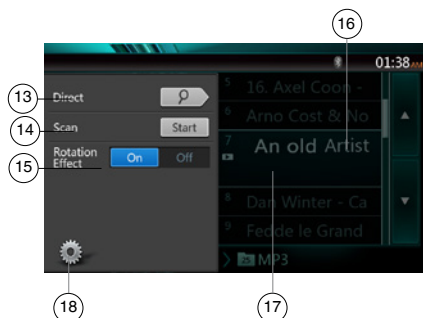 16
01:38 AM
13
Direct
14
Scan
Start
15
Rotation
Effect
On
Off
5 16. Axel Coon -
6 Arno Cost & No
7 An old Artist
8 Dan Winter - Ca
9 Fedde le Grand
MP3
18
17